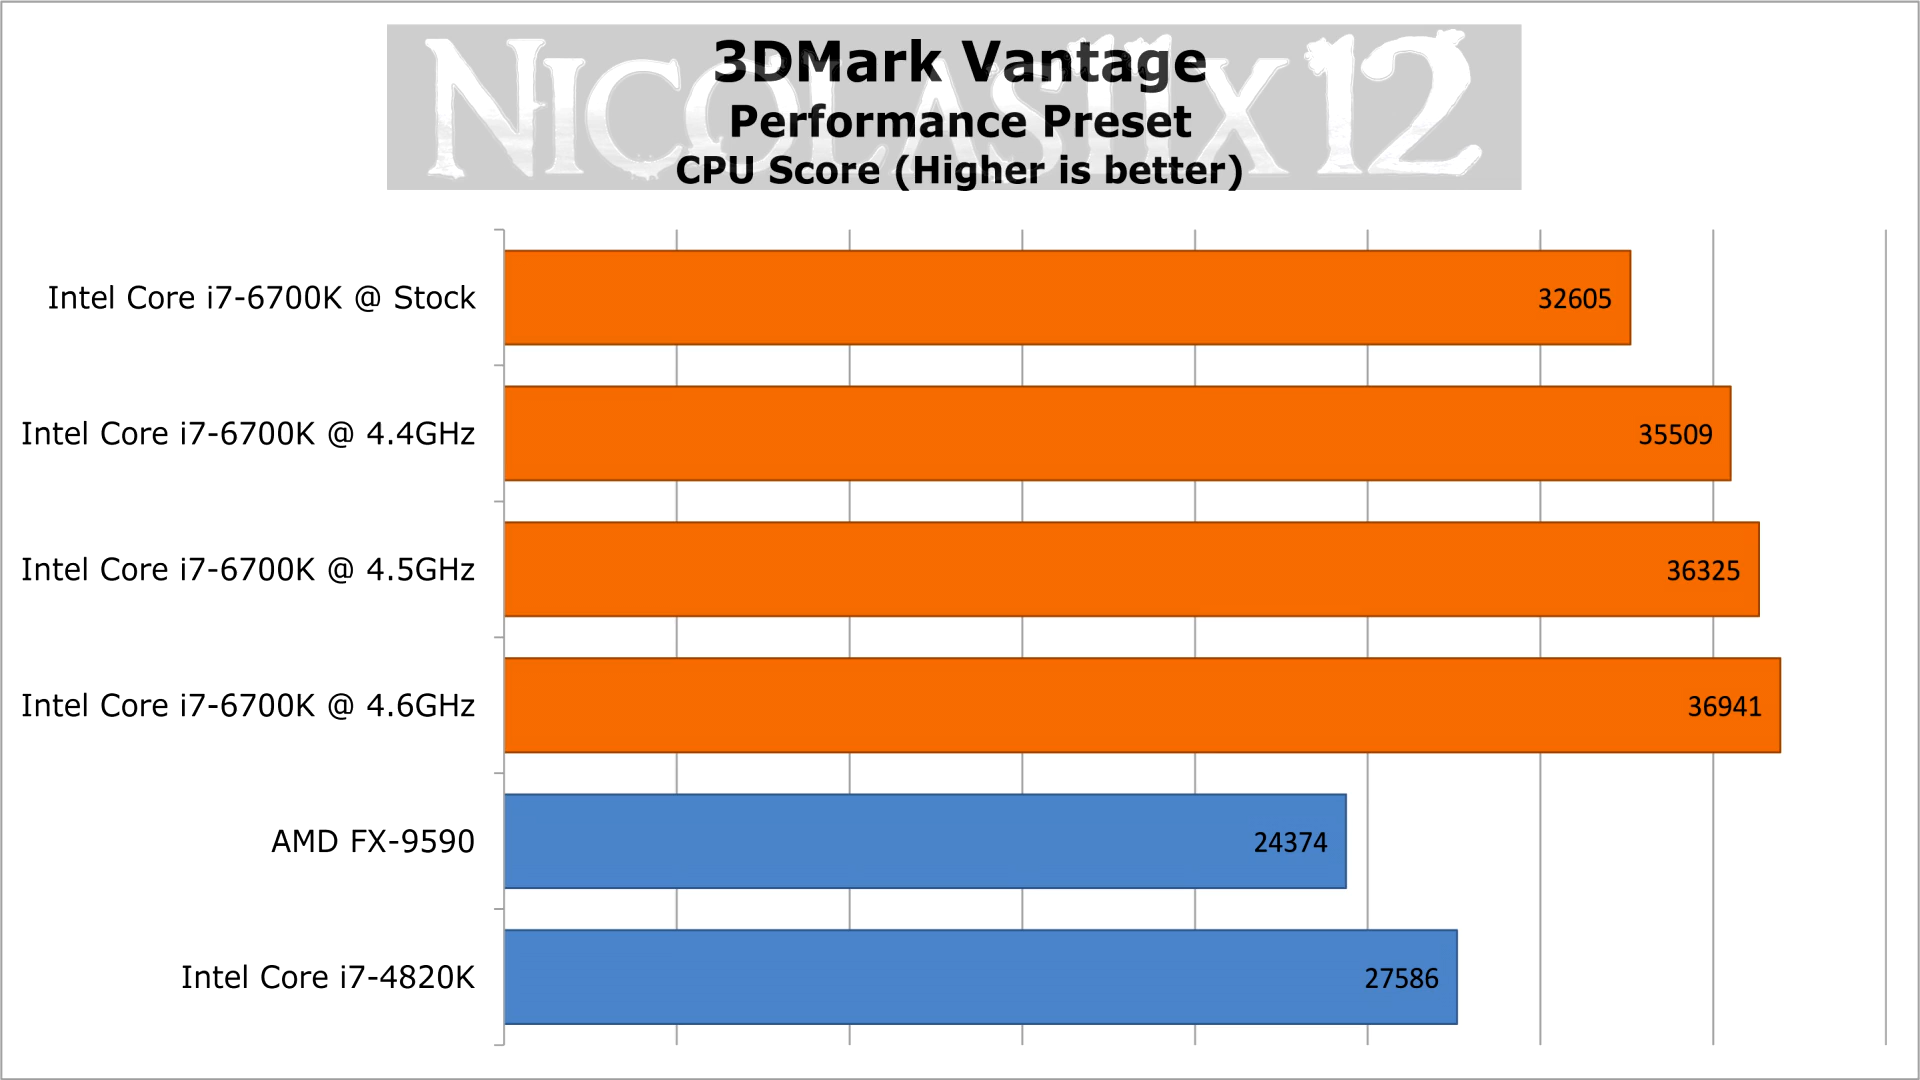 Nicolas11x12
3DMark Vantage
Performance Preset
CPU Score (Higher is better)
Intel Core i7-6700K @ Stock
32605
Intel Core i7-6700K @ 4.4GHz
35509
Intel Core i7-6700K @ 4.5GHz
36325
Intel Core i7-6700K @ 4.6GHz
36941
AMD FX-9590
24374
Intel Core i7-4820K
27586